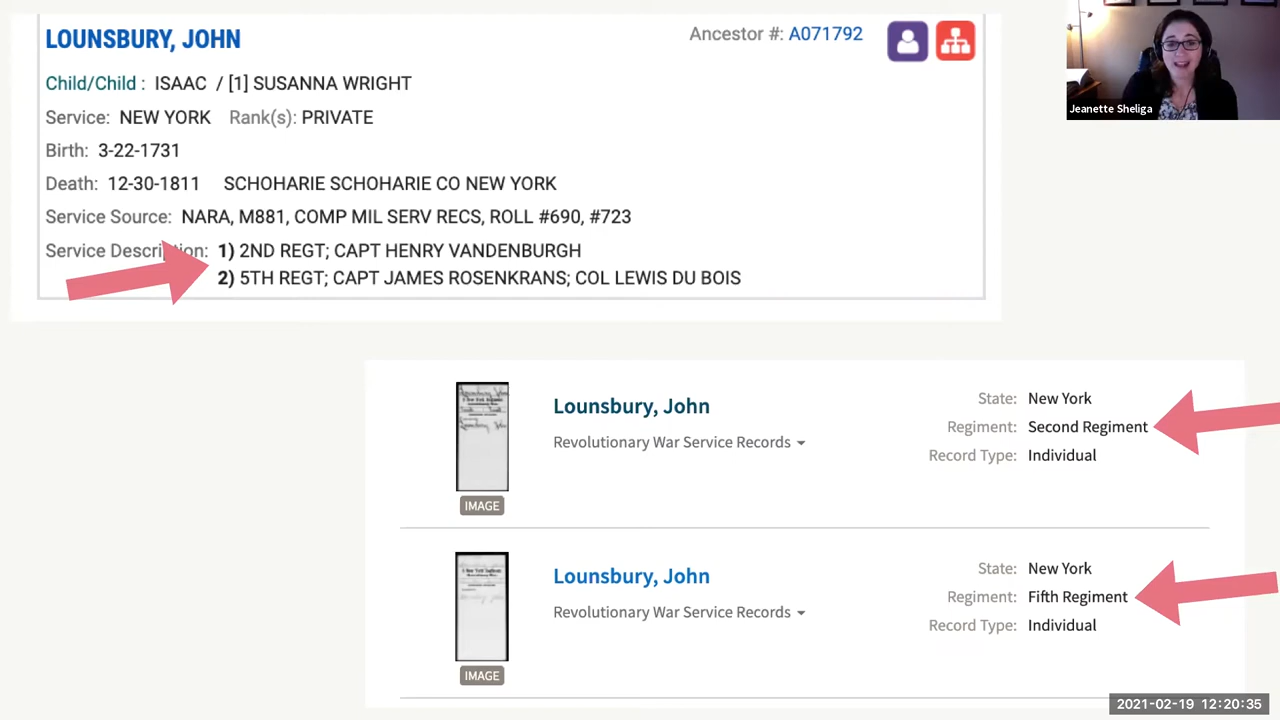 LOUNSBURY, JOHN
Ancestor #: A071792
Child/Child : ISAAC / [1] SUSANNA WRIGHT
Service: NEW YORK Rank(s): PRIVATE
Birth: 3-22-1731
Death: 12-30-1811 SCHOHARIE SCHOHARIE CO NEW YORK
Service Source: NARA, M881, COMP MIL SERV RECS, ROLL #690, #723
Service Description: 1) 2ND REGT; CAPT HENRY VANDENBURGH
2) 5TH REGT; CAPT JAMES ROSENKRANS; COL LEWIS DU BOIS
Jeanette Sheliga
Lounsbury, John
Revolutionary War Service Records
IMAGE
State: New York
Regiment: Second Regiment
Record Type: Individual
Lounsbury, John
Revolutionary War Service Records
IMAGE
State: New York
Regiment: Fifth Regiment
Record Type: Individual
2021-02-19 12:20:35